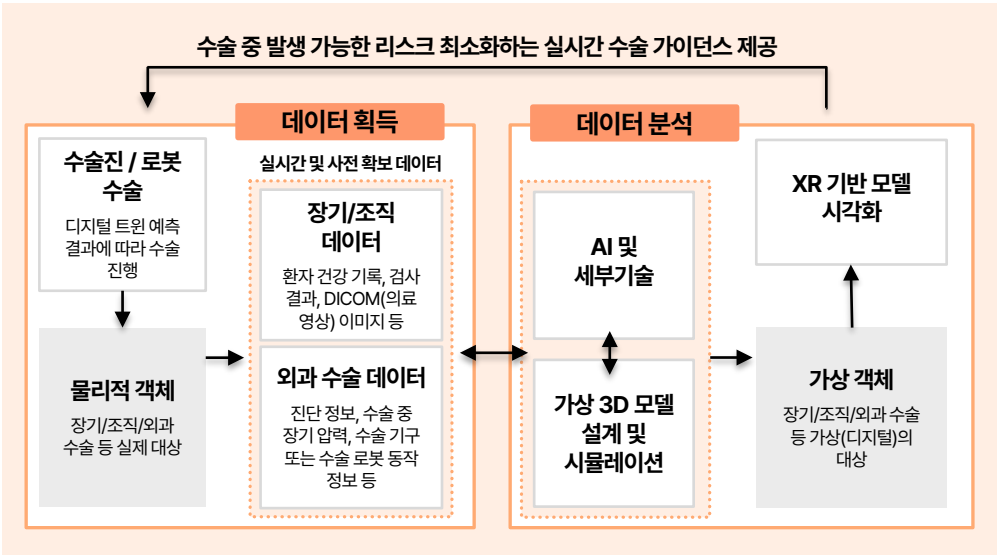 수술 중 발생 가능한 리스크 최소화하는 실시간 수술 가이던스 제공
데이터 획득
수술진 / 로봇
수술
디지털 트윈 예측
결과에 따라 수술
진행
물리적 객체
장기/조직/외과
수술 등 실제 대상
실시간 및 사전 확보 데이터
장기/조직
데이터
환자 건강 기록, 검사
결과, DICOM(의료
영상) 이미지 등
외과 수술 데이터
진단 정보, 수술 중
장기 압력, 수술 기구
또는 수술 로봇 동작
정보 등
데이터 분석
AI 및
세부기술
가상 3D 모델
설계 및
시뮬레이션
XR 기반 모델
시각화
가상 객체
장기/조직/외과 수술
등 가상(디지털)의
대상